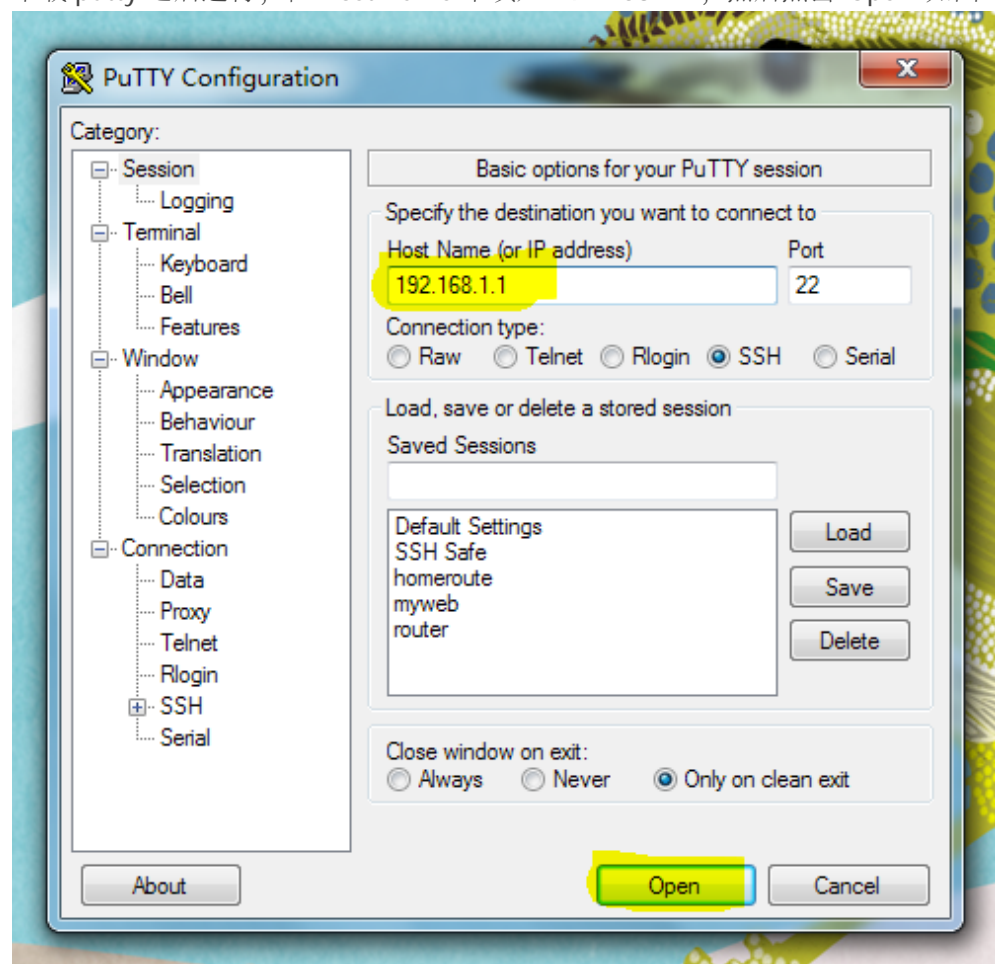 PuTTY Configuration
Category:
Session
Logging
Terminal
Keyboard
Bell
Features
Window
Appearance
Behaviour
Translation
Selection
Colours
Connection
Data
Proxy
Telnet
Rlogin
SSH
Serial
Basic options for your PuTTY session
Specify the destination you want to connect to
Host Name (or IP address) Port
192.168.1.1 22
Connection type:
Raw Telnet Rlogin SSH Serial
Load, save or delete a stored session
Saved Sessions
Default Settings
SSH Safe
homeroute
myweb
router
Load
Save
Delete
Close window on exit:
Always Never Only on clean exit
About Open Cancel